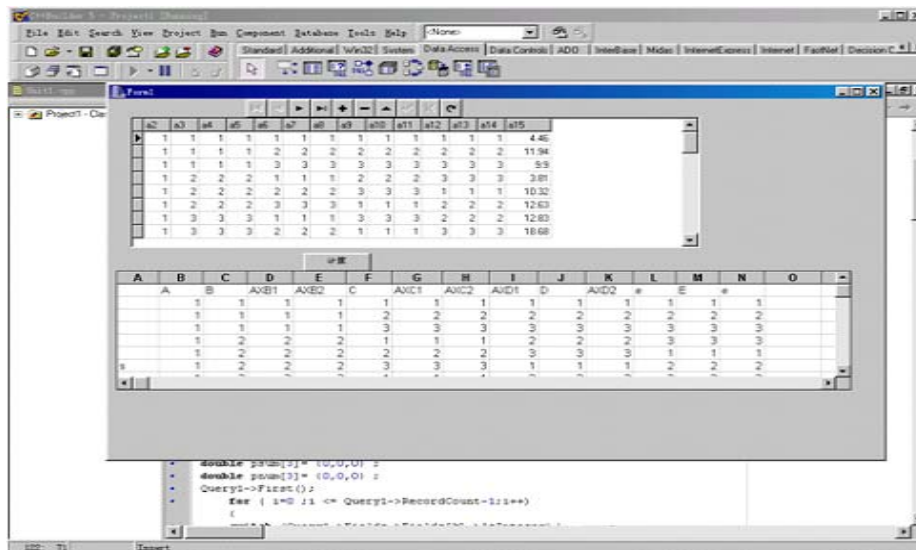 C++Builder 5 - Project1 [Running]
File Edit Search View Project Run Component Database Tools Help <None>
Standard Additional Win32 System Data Access Data Controls ADO InterBase Midas InternetExpress Internet FastNet Decision C
Unit1.cpp
Form1
Project1 - Cla
a2 a3 a4 a5 a6 a7 a8 a9 a10 a11 a12 a13 a14 a15
1 1 1 1 1 1 1 1 1 1 1 1 1 4.46
1 1 1 1 2 2 2 2 2 2 2 2 2 11.94
1 1 1 1 3 3 3 3 3 3 3 3 3 9.9
1 2 2 2 1 1 1 2 2 2 3 3 3 3.81
1 2 2 2 2 2 2 3 3 3 1 1 1 10.32
1 2 2 2 3 3 3 1 1 1 2 2 2 12.63
1 3 3 3 1 1 1 3 3 3 2 2 2 12.83
1 3 3 3 2 2 2 1 1 1 3 3 3 18.68
计算
A B C D E F G H I J K L M N O
A B AXB1 AXB2 C AXC1 AXC2 AXD1 D AXD2 e E e
1 1 1 1 1 1 1 1 1 1 1 1 1
1 1 1 1 2 2 2 2 2 2 2 2 2
1 1 1 1 3 3 3 3 3 3 3 3 3
1 2 2 2 1 1 1 2 2 2 3 3 3
1 2 2 2 2 2 2 3 3 3 1 1 1
s 1 2 2 2 3 3 3 1 1 1 2 2 2
double psum[3]= {0,0,0} ;
double pnum[3]= {0,0,0} ;
Query1->First();
for ( i=0 ;i <= Query1->RecordCount-1;i++)
{
122: 71 Insert